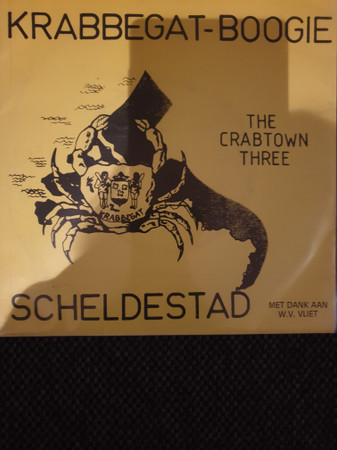 KRABBEGAT-BOOGIE
THE
CRABTOWN
THREE
KRABBEGAT
SCHELDESTAD
MET DANK AAN
W.V. VLIET